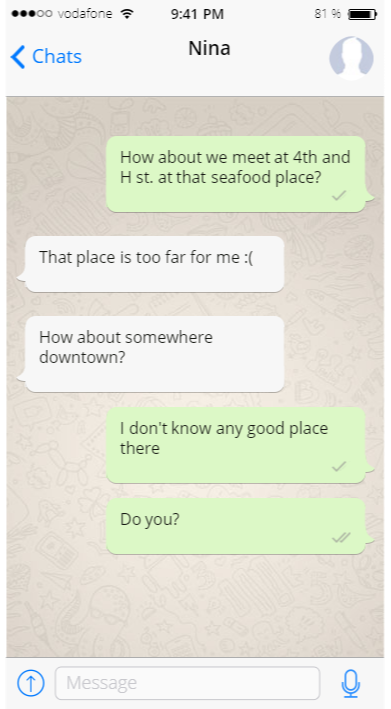 vodafone 9:41 PM 81 %
Chats Nina
How about we meet at 4th and
H st. at that seafood place?
That place is too far for me :(
How about somewhere
downtown?
I don't know any good place
there
Do you?
Message